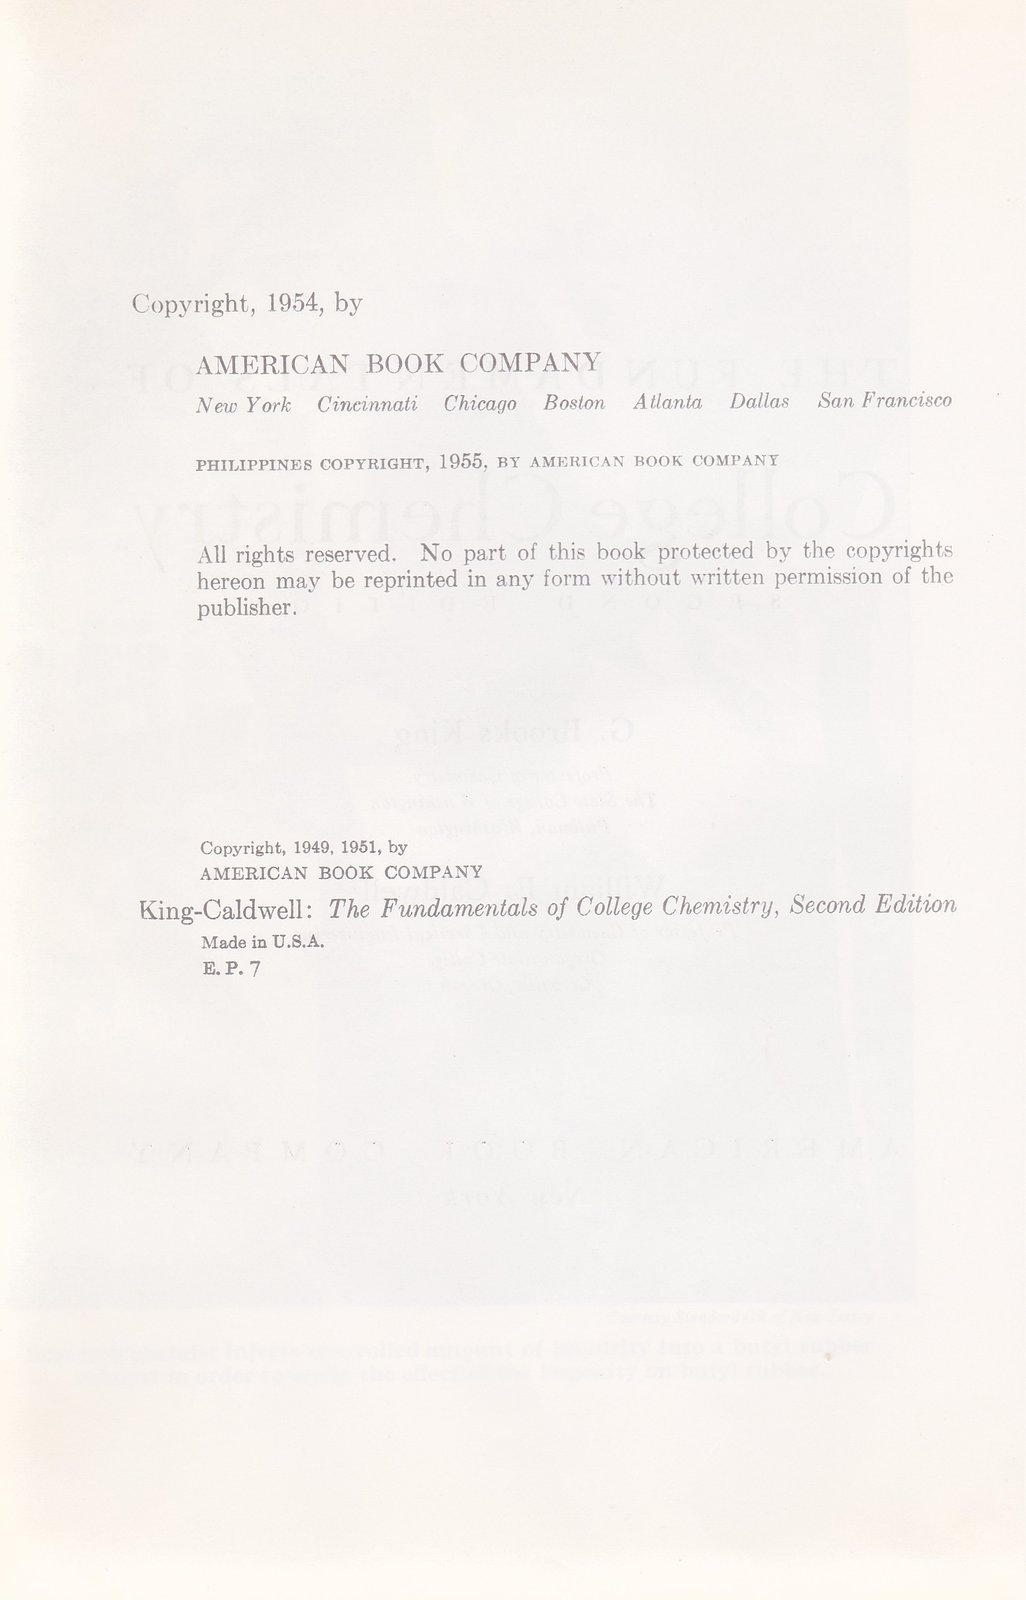 Copyright, 1954, by
AMERICAN BOOK COMPANY
New York Cincinnati Chicago Boston Atlanta Dallas San Francisco
PHILIPPINES COPYRIGHT, 1955, BY AMERICAN BOOK COMPANY
All rights reserved. No part of this book protected by the copyrights
hereon may be reprinted in any form without written permission of the
publisher.
Copyright, 1949, 1951, by
AMERICAN BOOK COMPANY
King-Caldwell: The Fundamentals of College Chemistry, Second Edition
Made in U.S.A.
E. P. 7